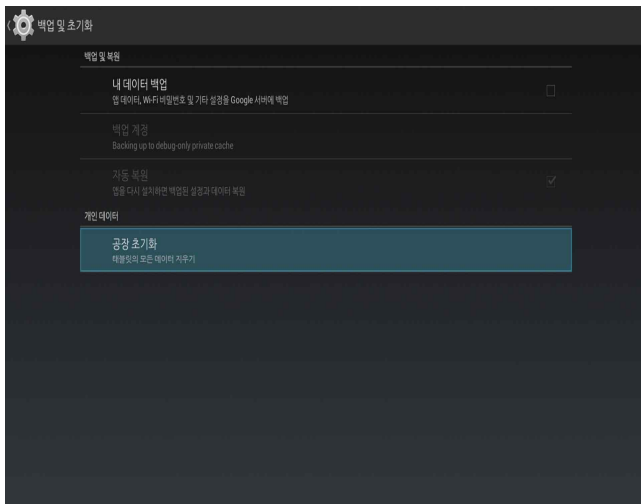 백업 및 초기화
백업 및 복원
내 데이터 백업
앱 데이터, Wi-Fi 비밀번호 및 기타 설정을 Google 서버에 백업
백업 계정
Backing up to debug-only private cache
자동 복원
앱을 다시 설치하면 백업된 설정과 데이터 복원
개인 데이터
공장 초기화
태블릿의 모든 데이터 지우기